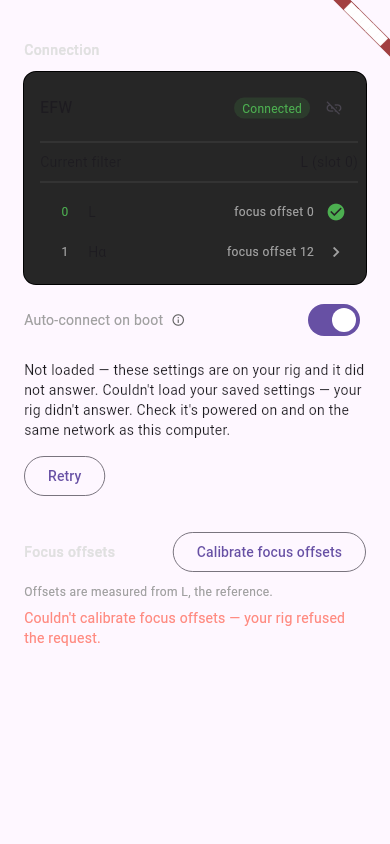 Connection
EFW
Connected
Current filter
L (slot 0)
0 L focus offset 0
1 Ha focus offset 12
Auto-connect on boot
Not loaded — these settings are on your rig and it did
not answer. Couldn't load your saved settings — your
rig didn't answer. Check it's powered on and on the
same network as this computer.
Retry
Focus offsets
Calibrate focus offsets
Offsets are measured from L, the reference.
Couldn't calibrate focus offsets — your rig refused
the request.